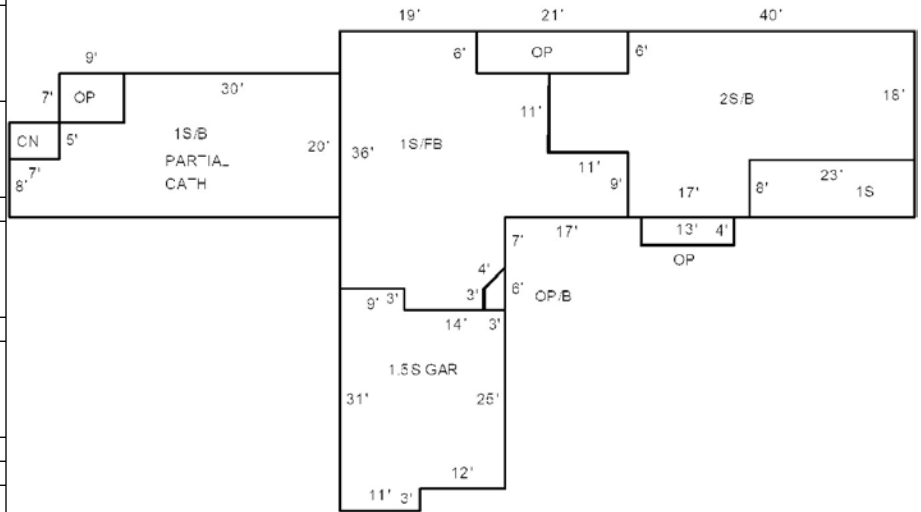 19' 21' 40'
9' 6' OP 6'
7' OP 30' 11' 2S/B 18'
CN 5' 1S/B 20' 36' 1S/FB
7' PARTIAL 11' 23'
8' CATH 9' 17' 8' 1S
7' 17' 13' 4'
4' OP
9' 3' 3' 6' OP/B
14' 3'
1.5S GAR
31' 25'
12'
11' 3'